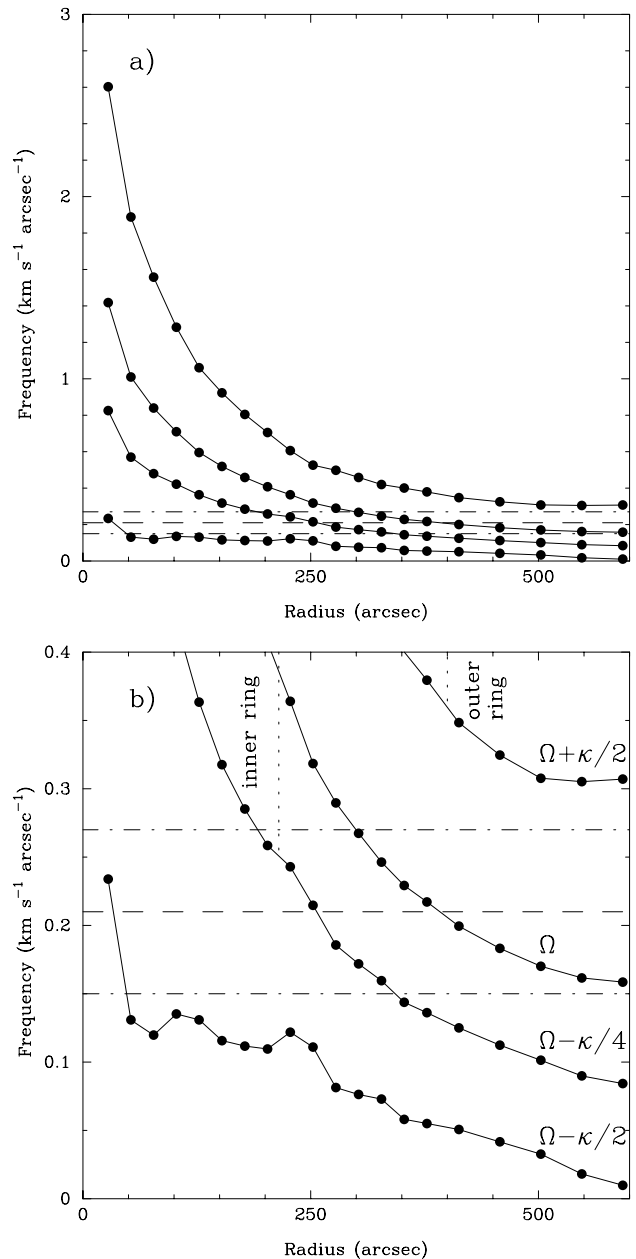 3
a)
2
Frequency (km s⁻¹ arcsec⁻¹)
1
0
0 250 500
Radius (arcsec)
0.4
b)
inner ring
outer
ring
Ω+κ/2
0.3
Frequency (km s⁻¹ arcsec⁻¹)
0.2
Ω
Ω−κ/4
0.1
Ω−κ/2
0
0 250 500
Radius (arcsec)